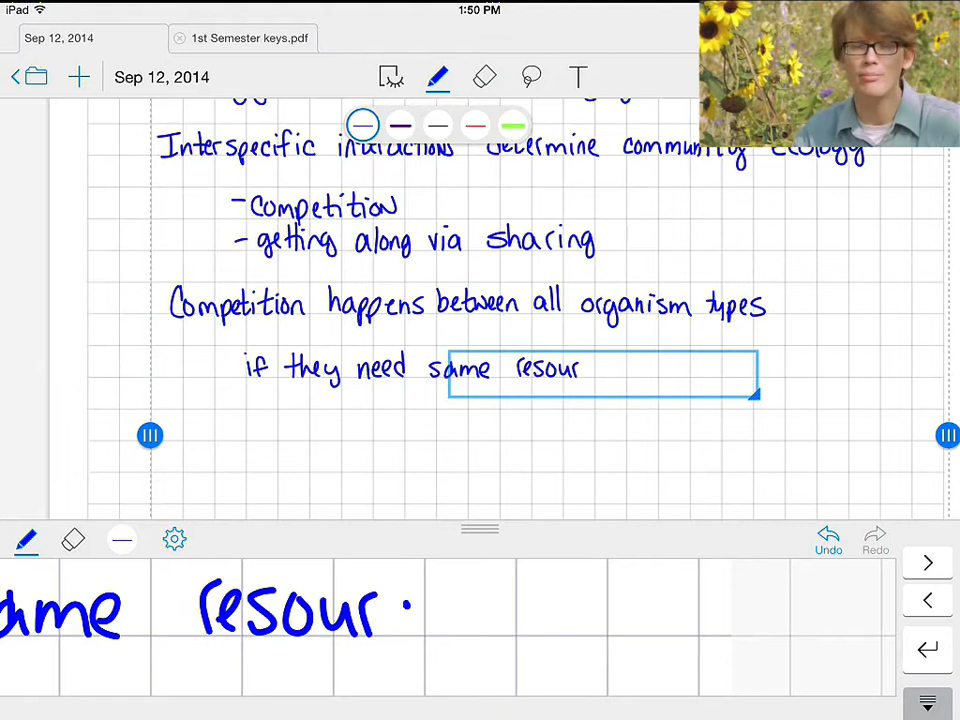 iPad 1:50 PM
Sep 12, 2014 1st Semester keys.pdf
Sep 12, 2014 T
Interspecific interactions determine community ecology
- competition
- getting along via sharing
Competition happens between all organism types
if they need same resour
Undo Redo
ame resour